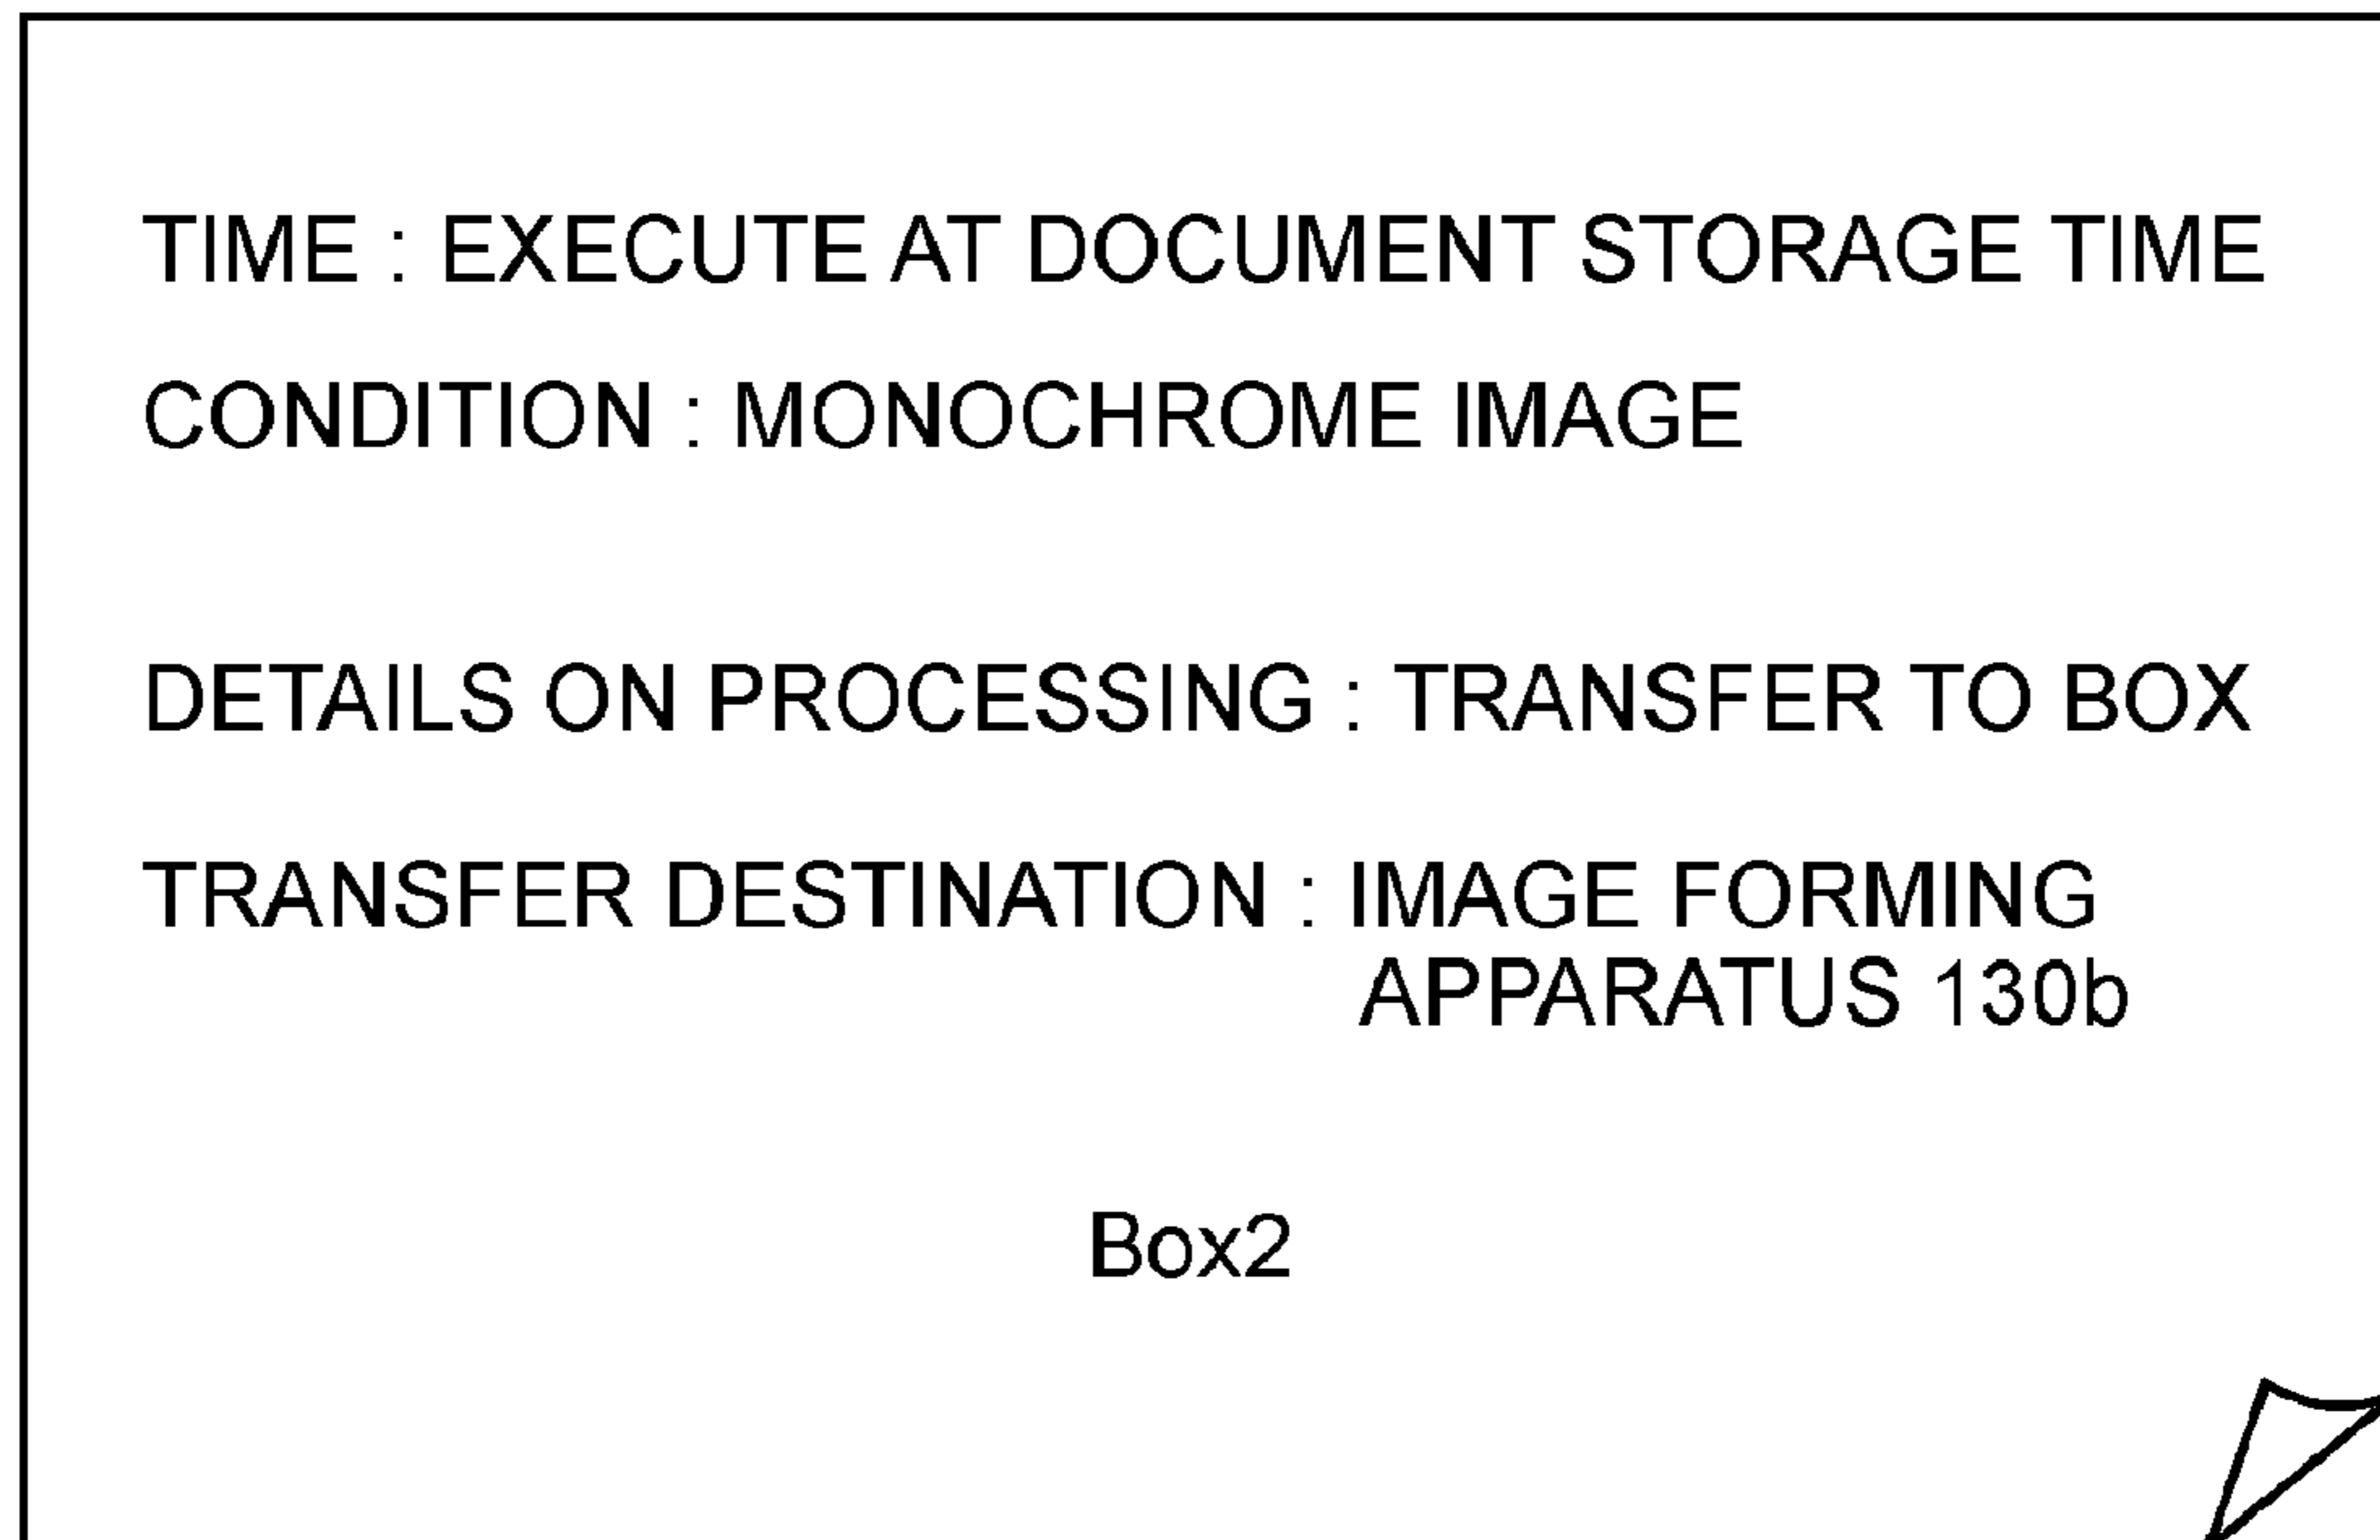 TIME : EXECUTE AT DOCUMENT STORAGE TIME
CONDITION : MONOCHROME IMAGE
DETAILS ON PROCESSING : TRANSFER TO BOX
TRANSFER DESTINATION : IMAGE FORMING
APPARATUS 130b
Box2